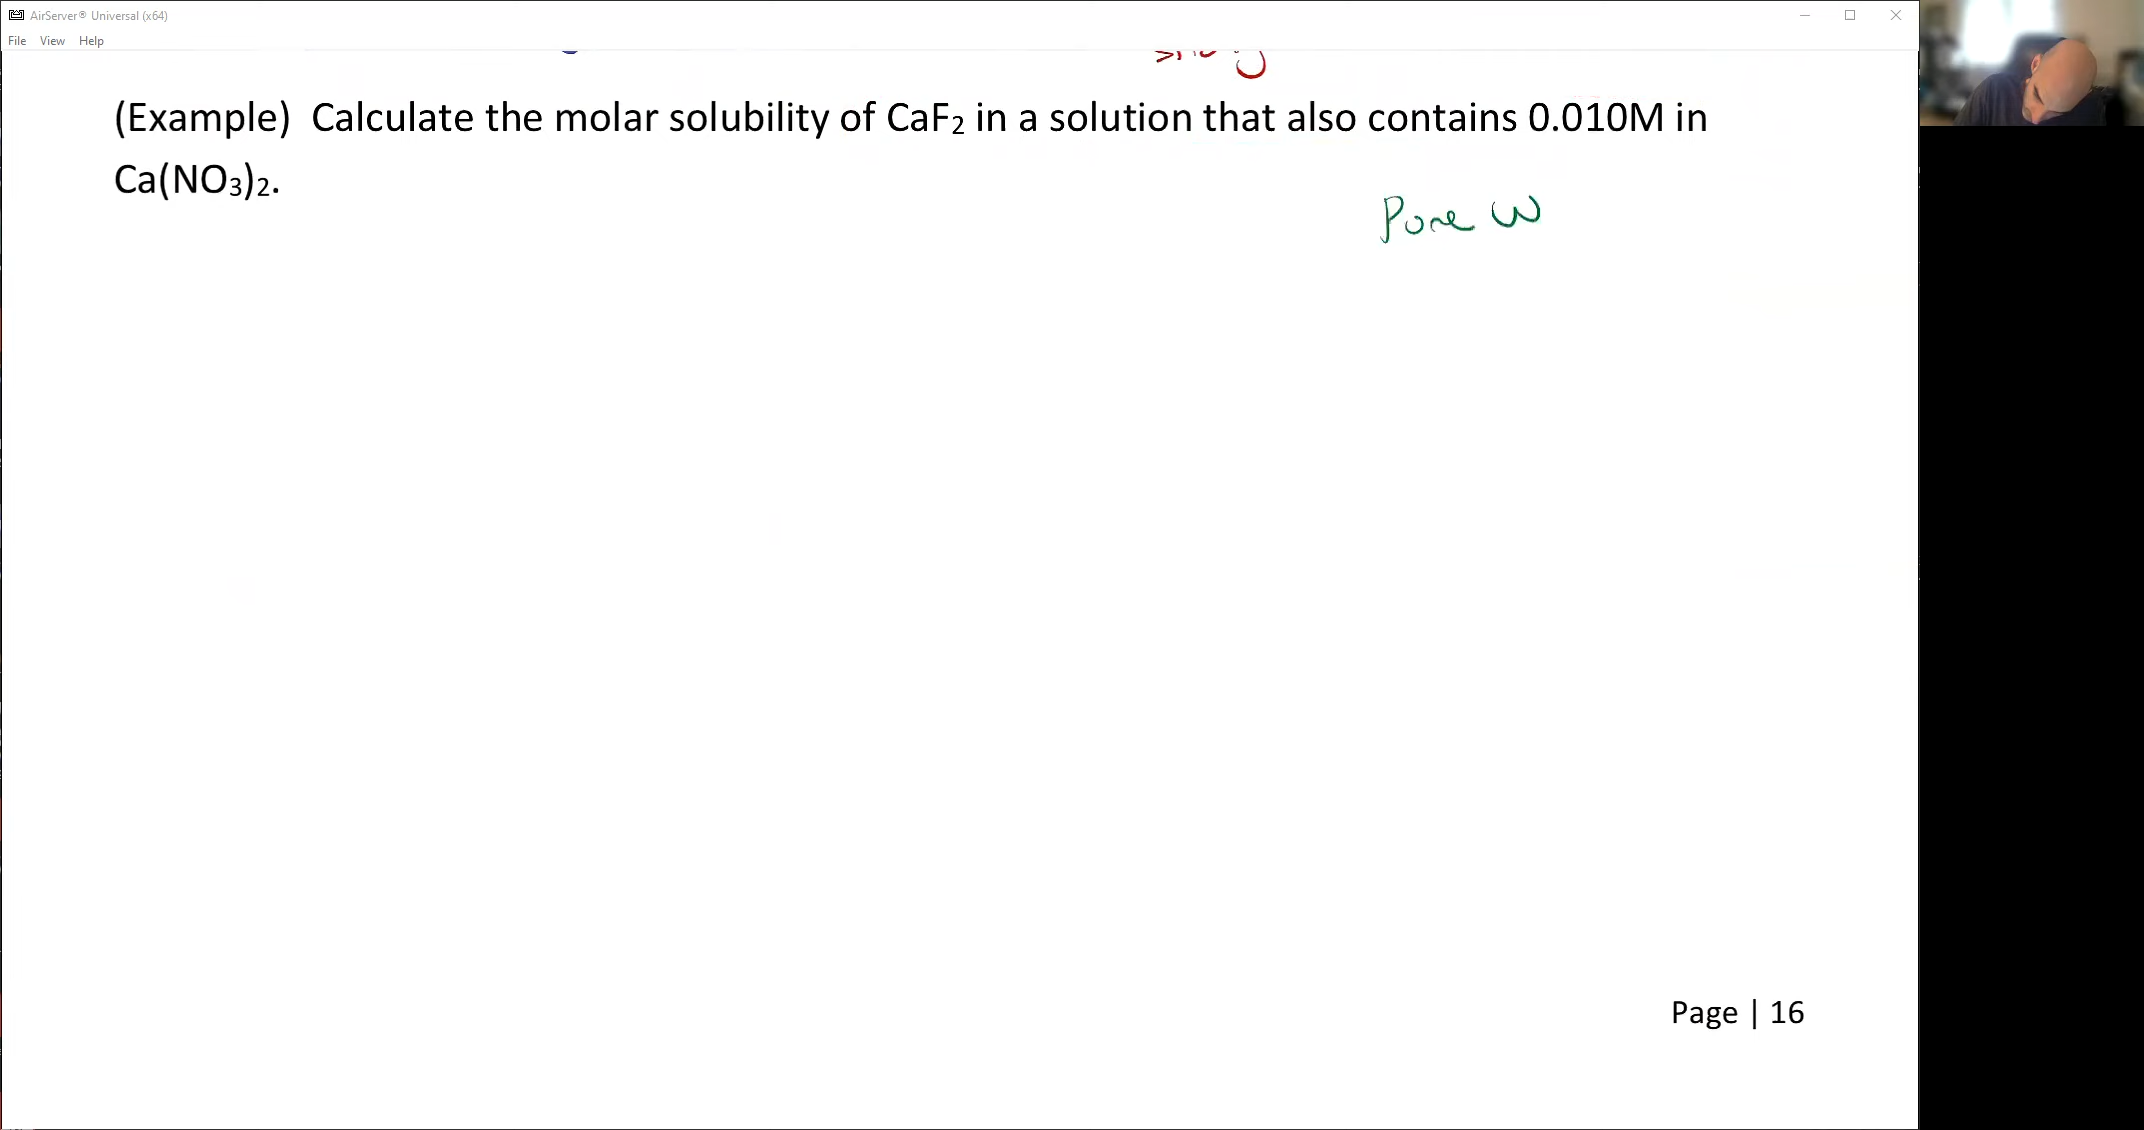 AirServer® Universal (x64)
File View Help
(Example) Calculate the molar solubility of CaF₂ in a solution that also contains 0.010M in
Ca(NO₃)₂.
Pure W
Page | 16